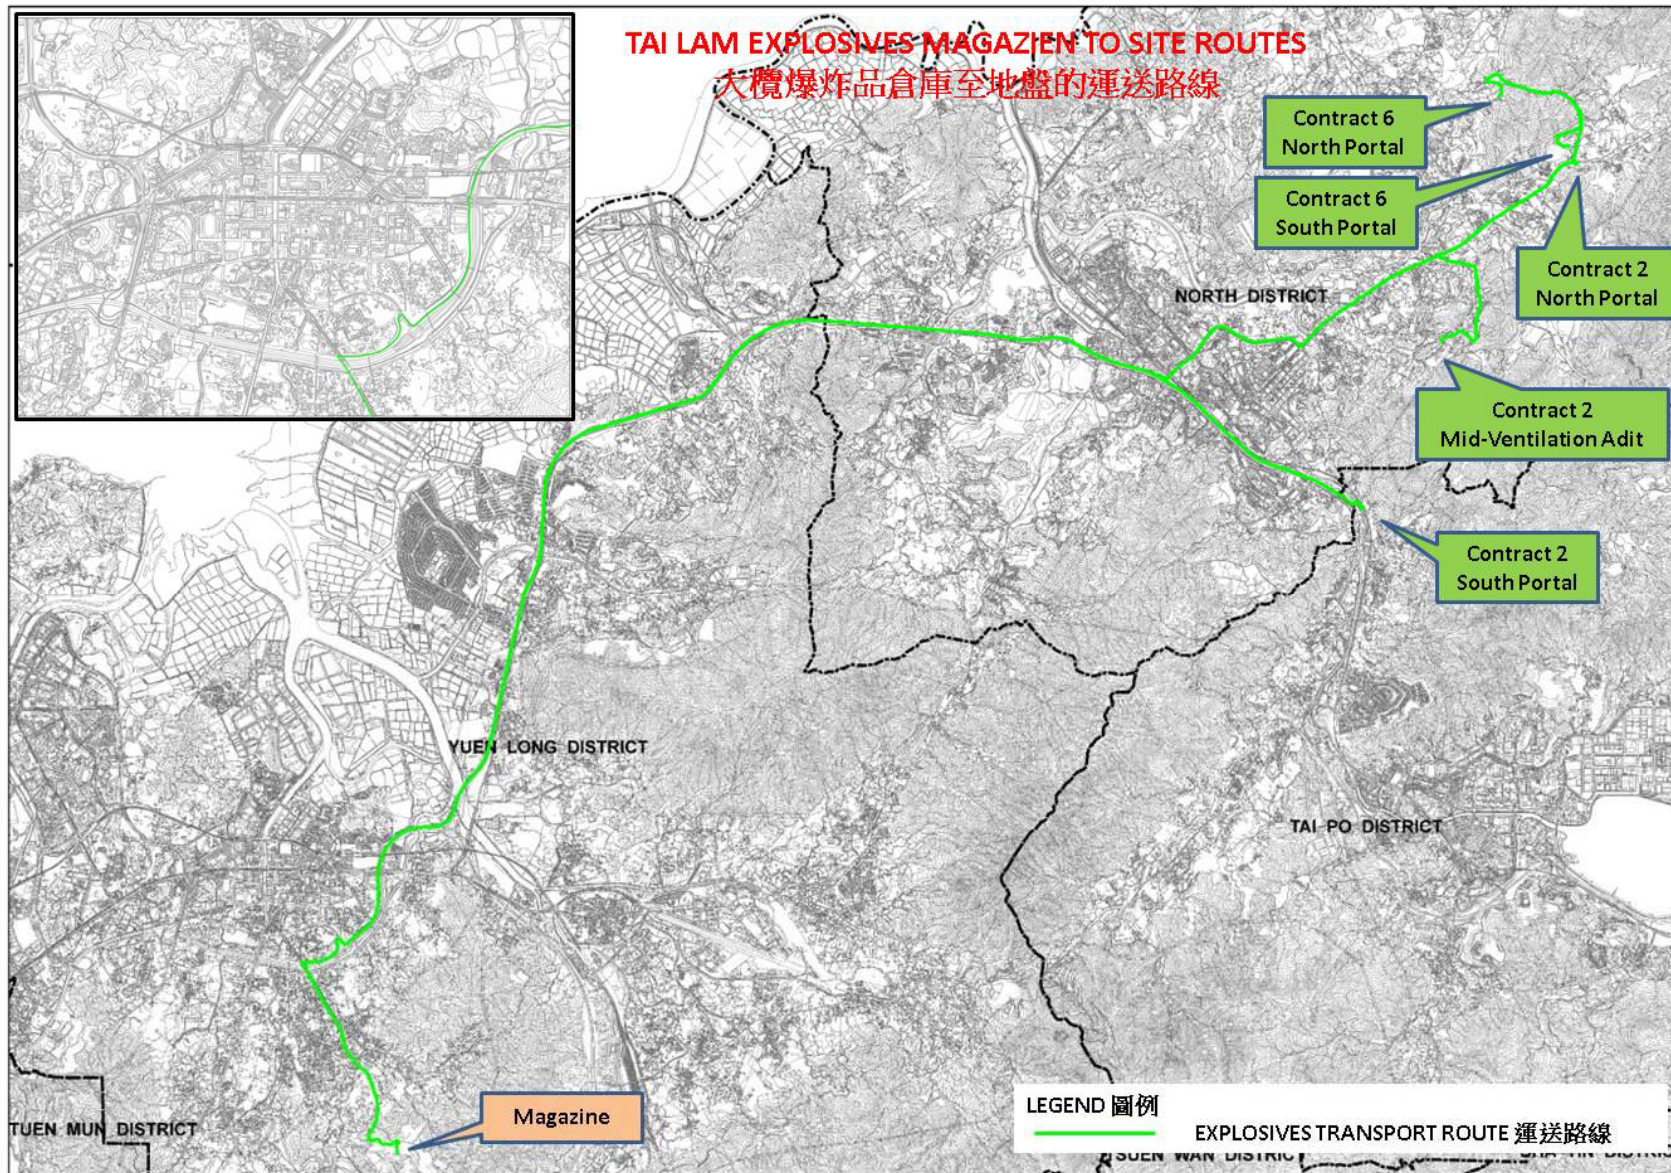 TAI LAM EXPLOSIVES MAGAZIEN TO SITE ROUTES
大欖爆炸品倉庫至地盤的運送路線
Contract 6
North Portal
Contract 6
South Portal
Contract 2
North Portal
NORTH DISTRICT
Contract 2
Mid-Ventilation Adit
Contract 2
South Portal
YUEN LONG DISTRICT
TAI PO DISTRICT
Magazine
TUEN MUN DISTRICT
LEGEND 圖例
EXPLOSIVES TRANSPORT ROUTE 運送路線
SUEN WAN DISTRICT